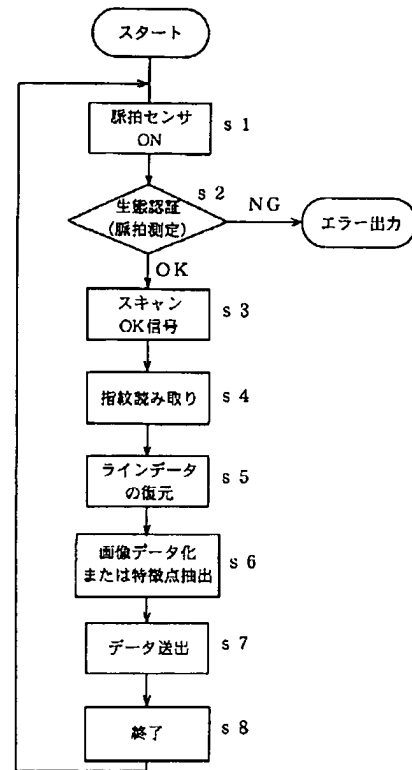 スタート
脈拍センサ
ON
s 1
生態認証
(脈拍測定)
s 2
NG
エラー出力
OK
スキャン
OK信号
s 3
指紋読み取り
s 4
ラインデータ
の復元
s 5
画像データ化
または特徴点抽出
s 6
データ送出
s 7
終了
s 8